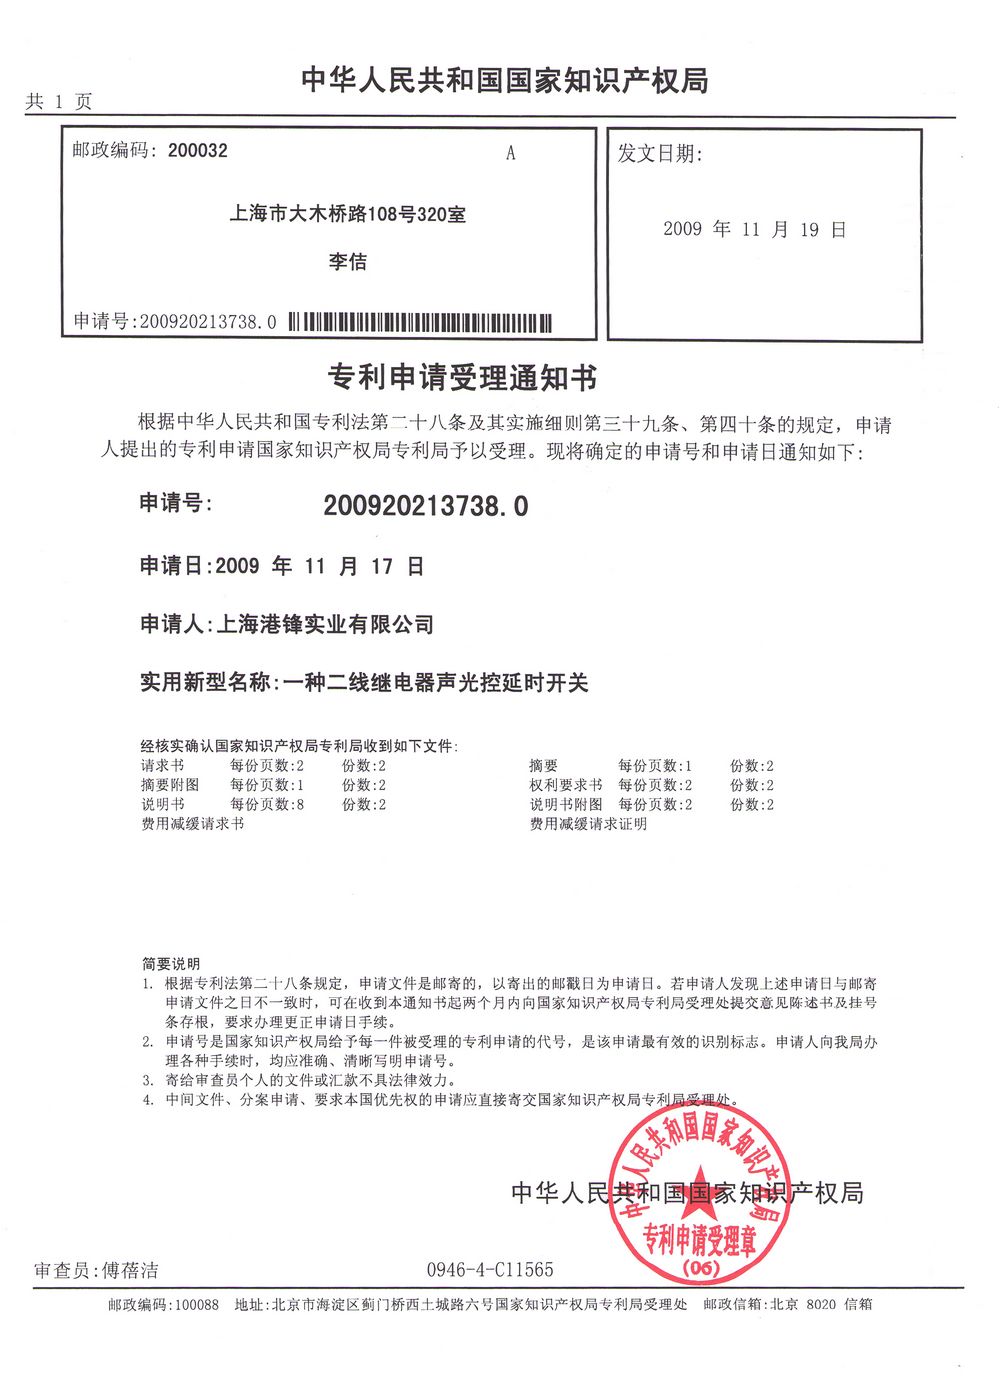 中华人民共和国国家知识产权局
共 1 页
邮政编码: 200032 A
上海市大木桥路108号320室
李佶
申请号:200920213738.0
发文日期:
2009 年 11 月 19 日
专利申请受理通知书
根据中华人民共和国专利法第二十八条及其实施细则第三十九条、第四十条的规定，申请
人提出的专利申请国家知识产权局专利局予以受理。现将确定的申请号和申请日通知如下:
申请号: 200920213738.0
申请日:2009 年 11 月 17 日
申请人:上海港锋实业有限公司
实用新型名称:一种二线继电器声光控延时开关
经核实确认国家知识产权局专利局收到如下文件:
请求书 每份页数:2 份数:2 摘要 每份页数:1 份数:2
摘要附图 每份页数:1 份数:2 权利要求书 每份页数:2 份数:2
说明书 每份页数:8 份数:2 说明书附图 每份页数:2 份数:2
费用减缓请求书 费用减缓请求证明
简要说明
1. 根据专利法第二十八条规定，申请文件是邮寄的，以寄出的邮戳日为申请日。若申请人发现上述申请日与邮寄
申请文件之日不一致时，可在收到本通知书起两个月内向国家知识产权局专利局受理处提交意见陈述书及挂号
条存根，要求办理更正申请日手续。
2. 申请号是国家知识产权局给予每一件被受理的专利申请的代号，是该申请最有效的识别标志。申请人向我局办
理各种手续时，均应准确、清晰写明申请号。
3. 寄给审查员个人的文件或汇款不具法律效力。
4. 中间文件、分案申请、要求本国优先权的申请应直接寄交国家知识产权局专利局受理处。
中华人民共和国国家知识产权局
中华人民共和国国家知识产权局
专利申请受理章
(06)
审查员:傅蓓洁 0946-4-C11565
邮政编码:100088 地址:北京市海淀区蓟门桥西土城路六号国家知识产权局专利局受理处 邮政信箱:北京 8020 信箱